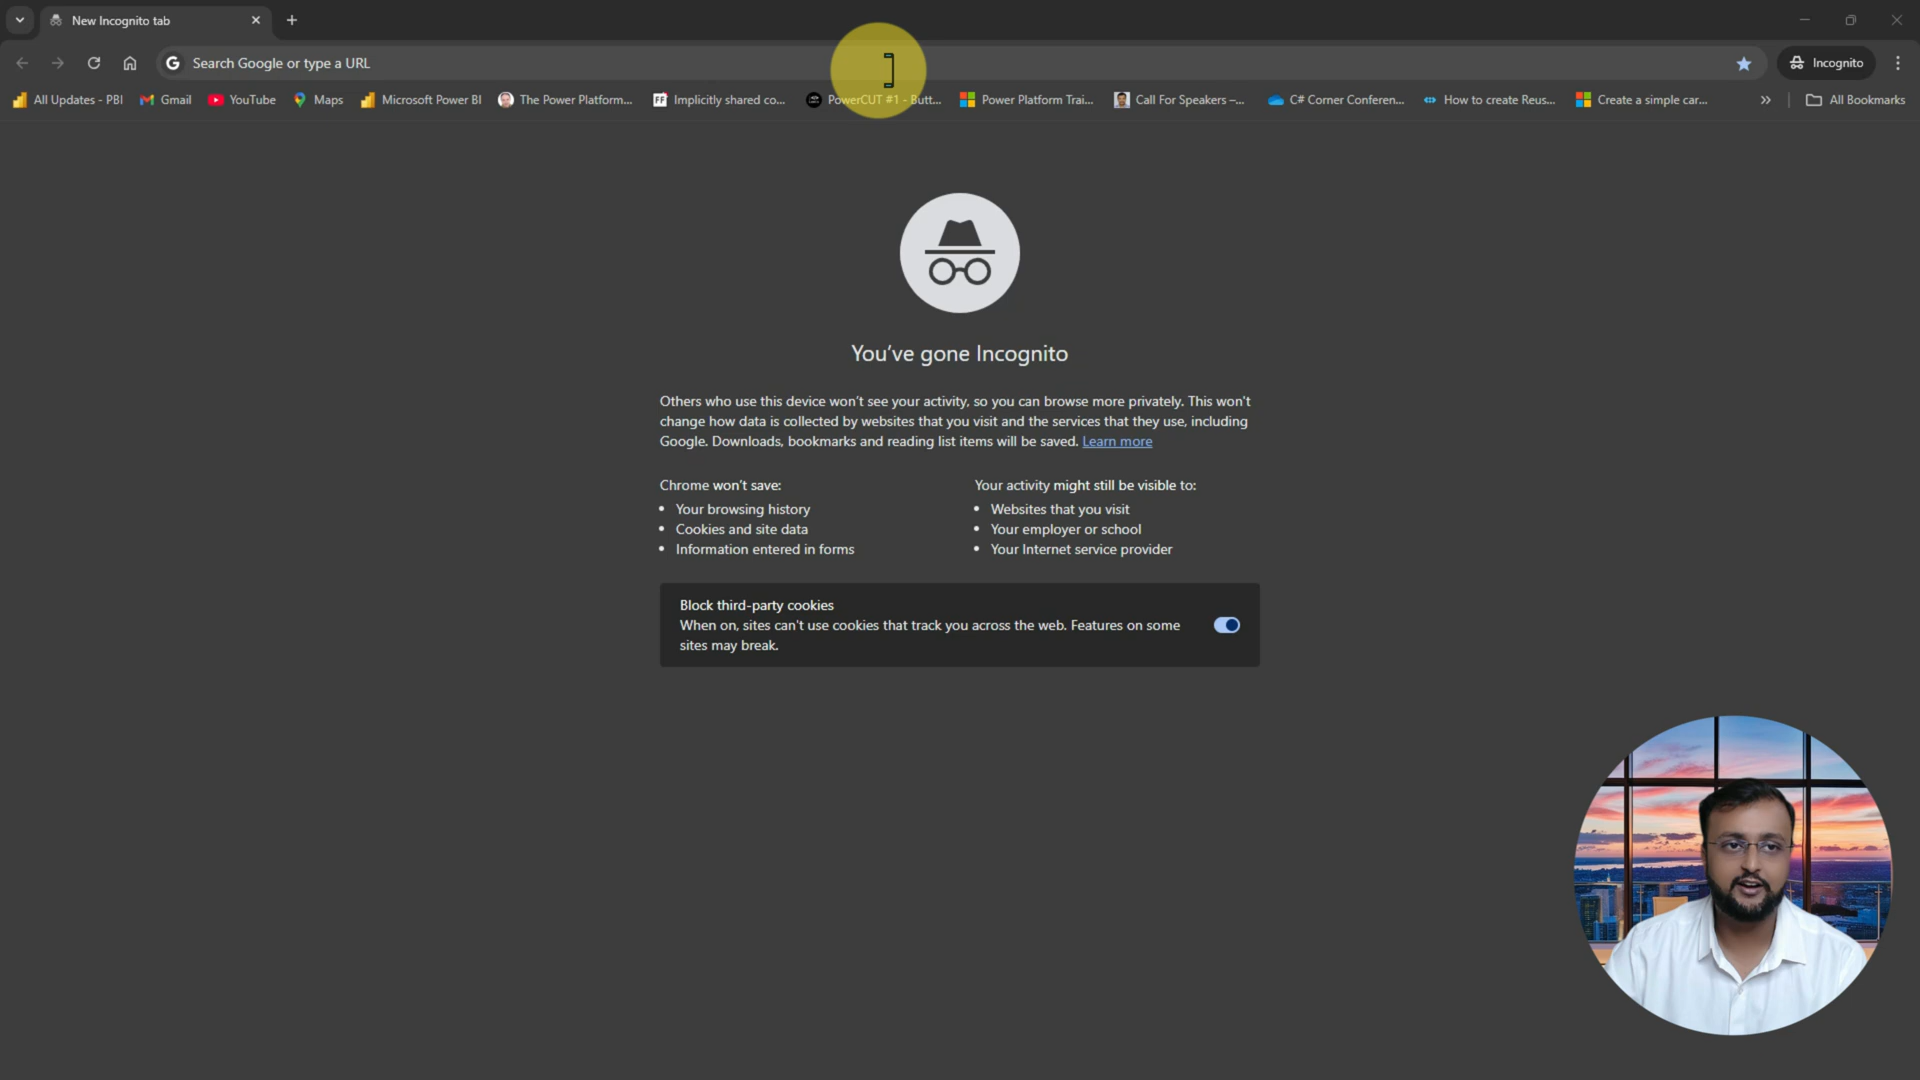 New Incognito tab
Search Google or type a URL
Incognito
All Updates - PBI
Gmail
YouTube
Maps
Microsoft Power BI
The Power Platform...
Implicitly shared co...
PowerCUT #1 - Butt...
Power Platform Trai...
Call For Speakers –...
C# Corner Conferen...
How to create Reus...
Create a simple car...
All Bookmarks
You've gone Incognito
Others who use this device won't see your activity, so you can browse more privately. This won't
change how data is collected by websites that you visit and the services that they use, including
Google. Downloads, bookmarks and reading list items will be saved. Learn more
Chrome won't save:
Your browsing history
Cookies and site data
Information entered in forms
Your activity might still be visible to:
Websites that you visit
Your employer or school
Your Internet service provider
Block third-party cookies
When on, sites can't use cookies that track you across the web. Features on some
sites may break.